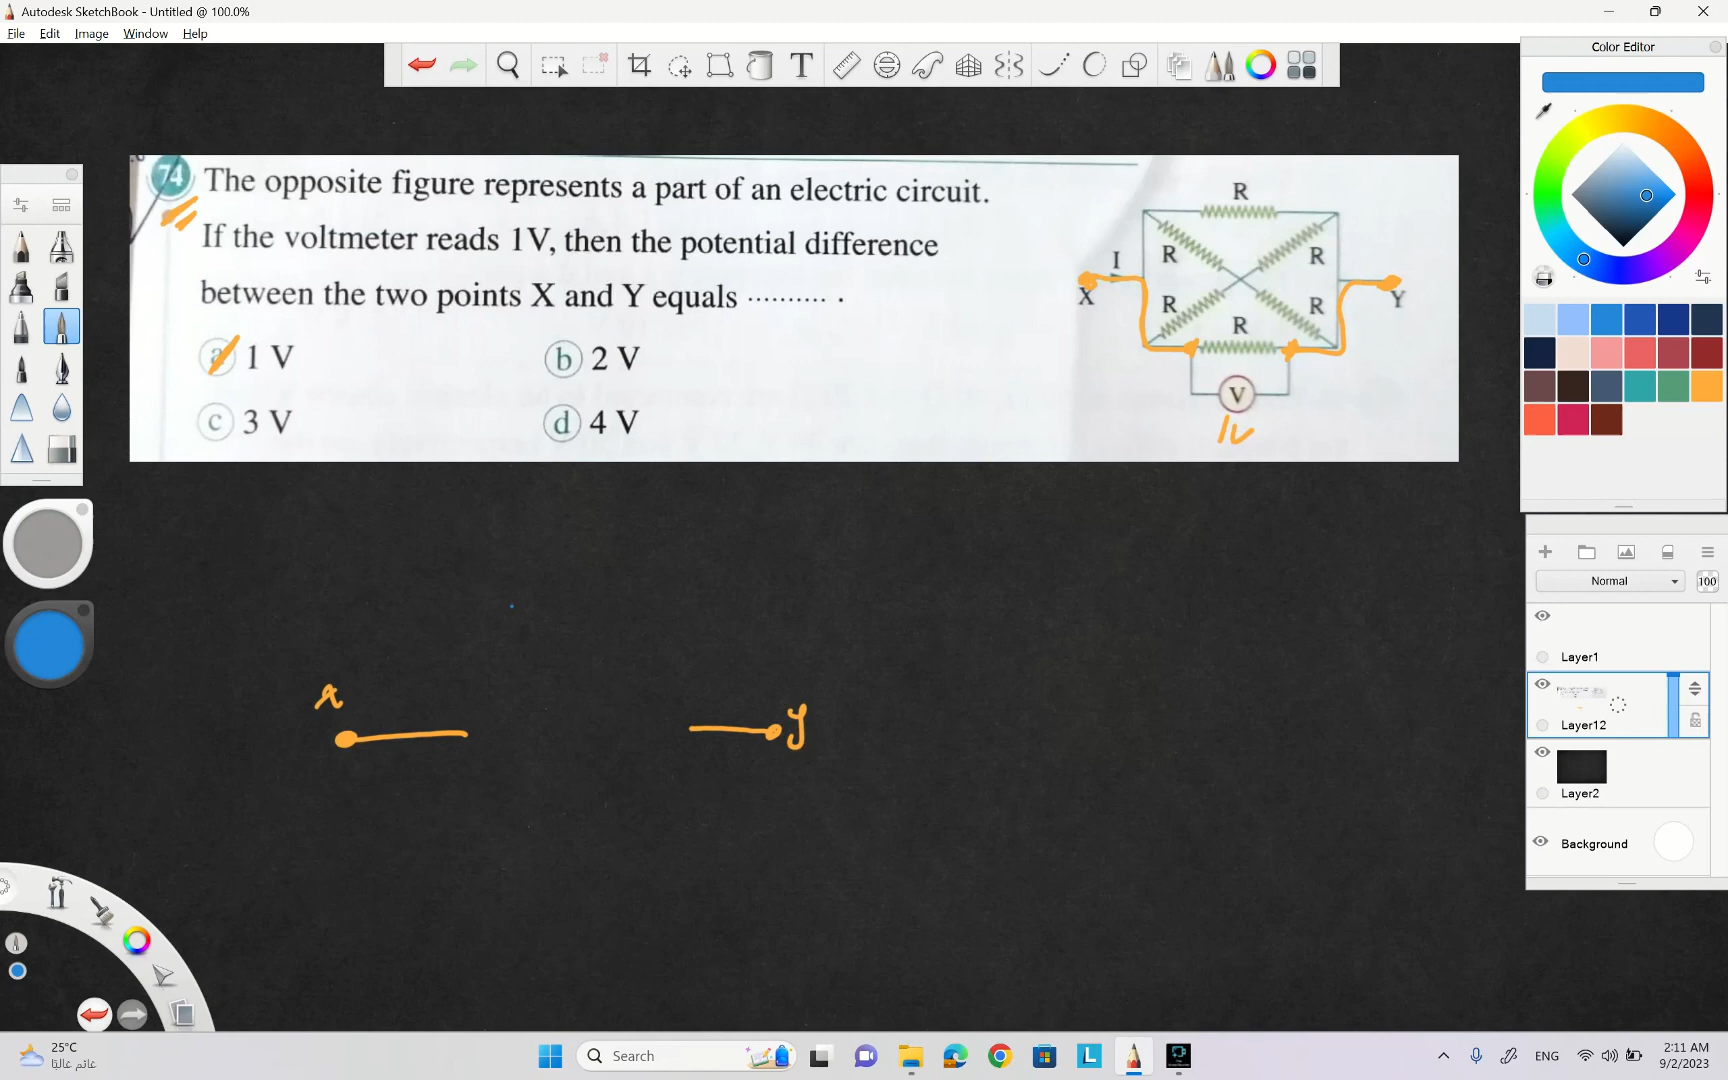 Autodesk SketchBook - Untitled @ 100.0%
File Edit Image Window Help
T
Color Editor
74 The opposite figure represents a part of an electric circuit.
If the voltmeter reads 1V, then the potential difference
between the two points X and Y equals .......... .
a 1 V
b 2 V
c 3 V
d 4 V
R
I
R
R
X
Y
R
R
R
V
1V
Normal
100
Layer1
Layer12
Layer2
Background
x
y
25°C
غائم غالبًا
Search
L
ENG
2:11 AM
9/2/2023